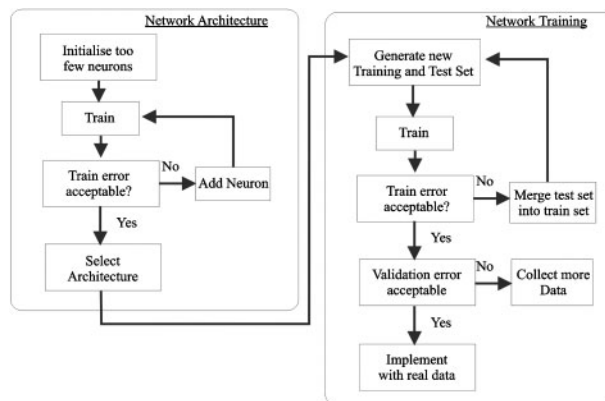 Network Architecture
Initialise too
few neurons
Train
Train error
acceptable?
No
Add Neuron
Yes
Select
Architecture
Network Training
Generate new
Training and Test Set
Train
Train error
acceptable?
No
Merge test set
into train set
Yes
Validation error
acceptable
No
Collect more
Data
Yes
Implement
with real data